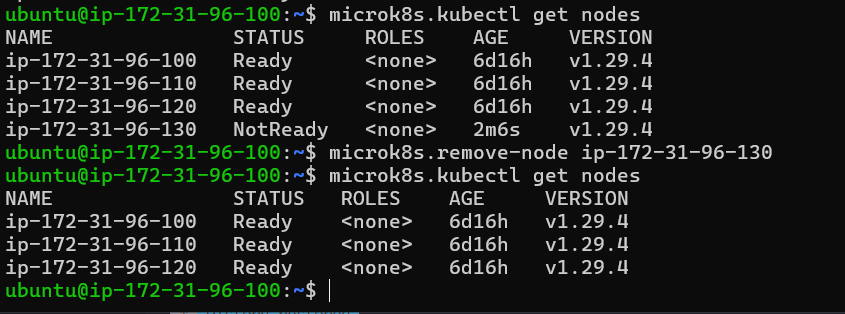 ubuntu@ip-172-31-96-100:~$ microk8s.kubectl get nodes
NAME STATUS ROLES AGE VERSION
ip-172-31-96-100 Ready <none> 6d16h v1.29.4
ip-172-31-96-110 Ready <none> 6d16h v1.29.4
ip-172-31-96-120 Ready <none> 6d16h v1.29.4
ip-172-31-96-130 NotReady <none> 2m6s v1.29.4
ubuntu@ip-172-31-96-100:~$ microk8s.remove-node ip-172-31-96-130
ubuntu@ip-172-31-96-100:~$ microk8s.kubectl get nodes
NAME STATUS ROLES AGE VERSION
ip-172-31-96-100 Ready <none> 6d16h v1.29.4
ip-172-31-96-110 Ready <none> 6d16h v1.29.4
ip-172-31-96-120 Ready <none> 6d16h v1.29.4
ubuntu@ip-172-31-96-100:~$